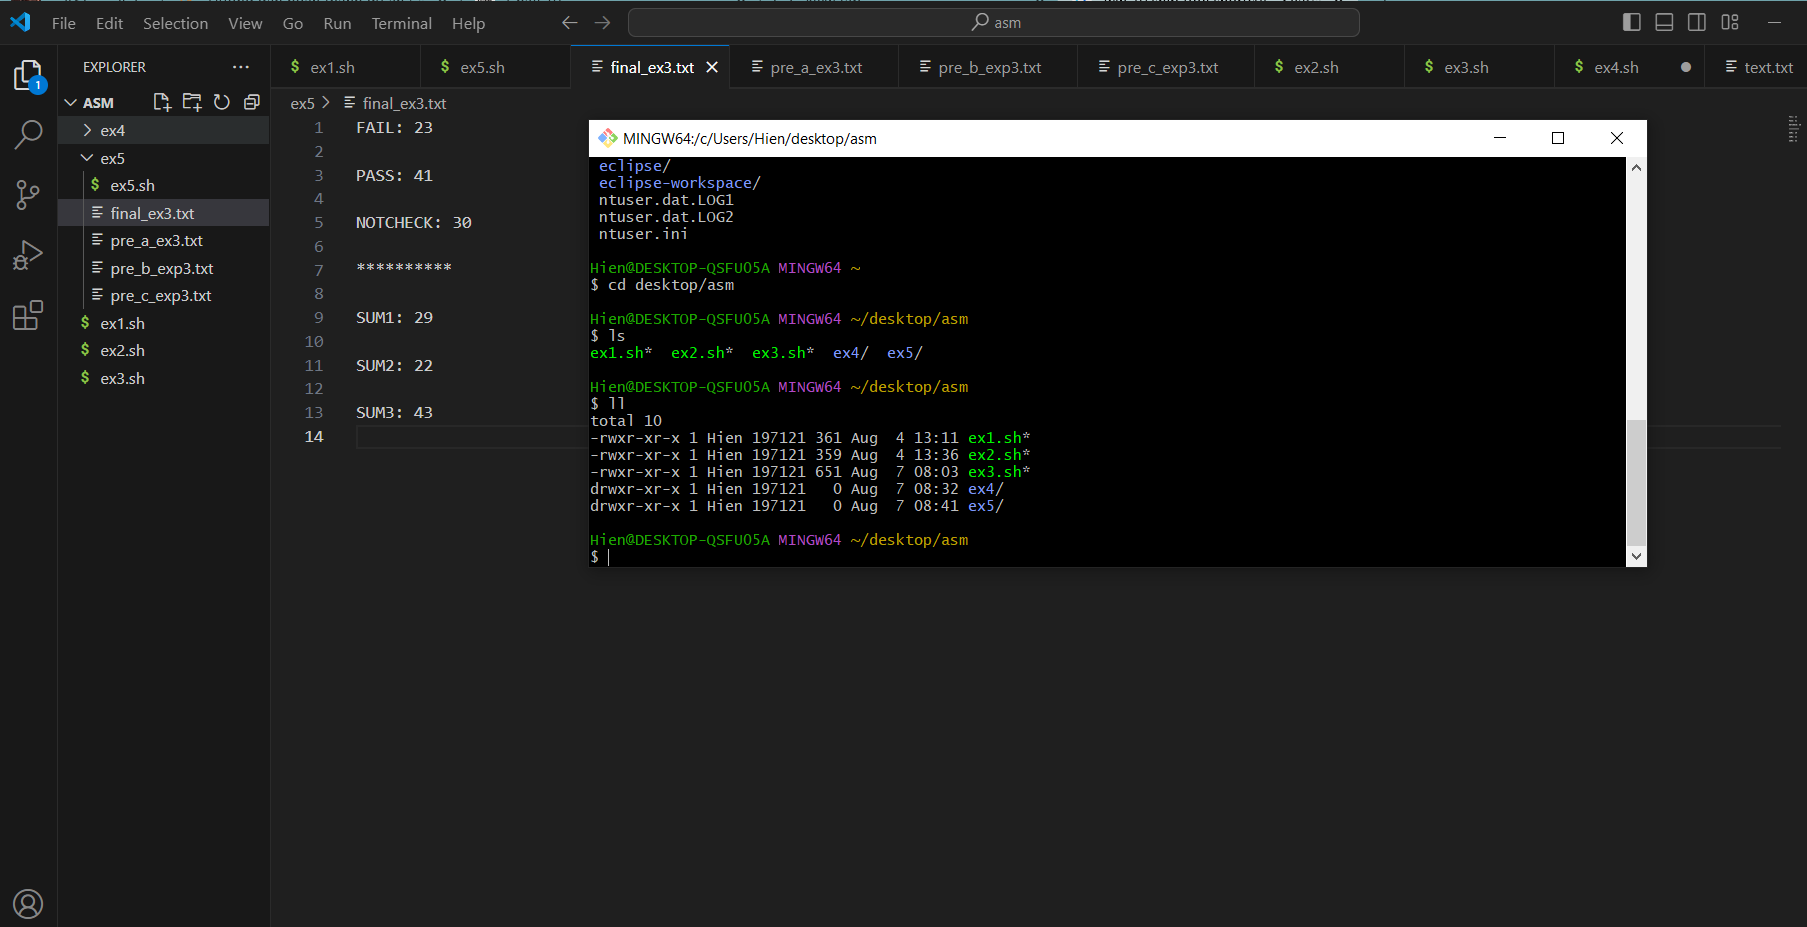 File Edit Selection View Go Run Terminal Help
asm
EXPLORER
ex1.sh
ex5.sh
final_ex3.txt
pre_a_ex3.txt
pre_b_exp3.txt
pre_c_exp3.txt
ex2.sh
ex3.sh
ex4.sh
text.txt
1
ASM
ex4
ex5
ex5.sh
final_ex3.txt
pre_a_ex3.txt
pre_b_exp3.txt
pre_c_exp3.txt
ex1.sh
ex2.sh
ex3.sh
ex5 > final_ex3.txt
1 FAIL: 23
2
3 PASS: 41
4
5 NOTCHECK: 30
6
7 **********
8
9 SUM1: 29
10
11 SUM2: 22
12
13 SUM3: 43
14
MINGW64:/c/Users/Hien/desktop/asm
eclipse/
eclipse-workspace/
ntuser.dat.LOG1
ntuser.dat.LOG2
ntuser.ini
Hien@DESKTOP-QSFUO5A MINGW64 ~
$ cd desktop/asm
Hien@DESKTOP-QSFUO5A MINGW64 ~/desktop/asm
$ ls
ex1.sh* ex2.sh* ex3.sh* ex4/ ex5/
Hien@DESKTOP-QSFUO5A MINGW64 ~/desktop/asm
$ ll
total 10
-rwxr-xr-x 1 Hien 197121 361 Aug 4 13:11 ex1.sh*
-rwxr-xr-x 1 Hien 197121 359 Aug 4 13:36 ex2.sh*
-rwxr-xr-x 1 Hien 197121 651 Aug 7 08:03 ex3.sh*
drwxr-xr-x 1 Hien 197121 0 Aug 7 08:32 ex4/
drwxr-xr-x 1 Hien 197121 0 Aug 7 08:41 ex5/
Hien@DESKTOP-QSFUO5A MINGW64 ~/desktop/asm
$